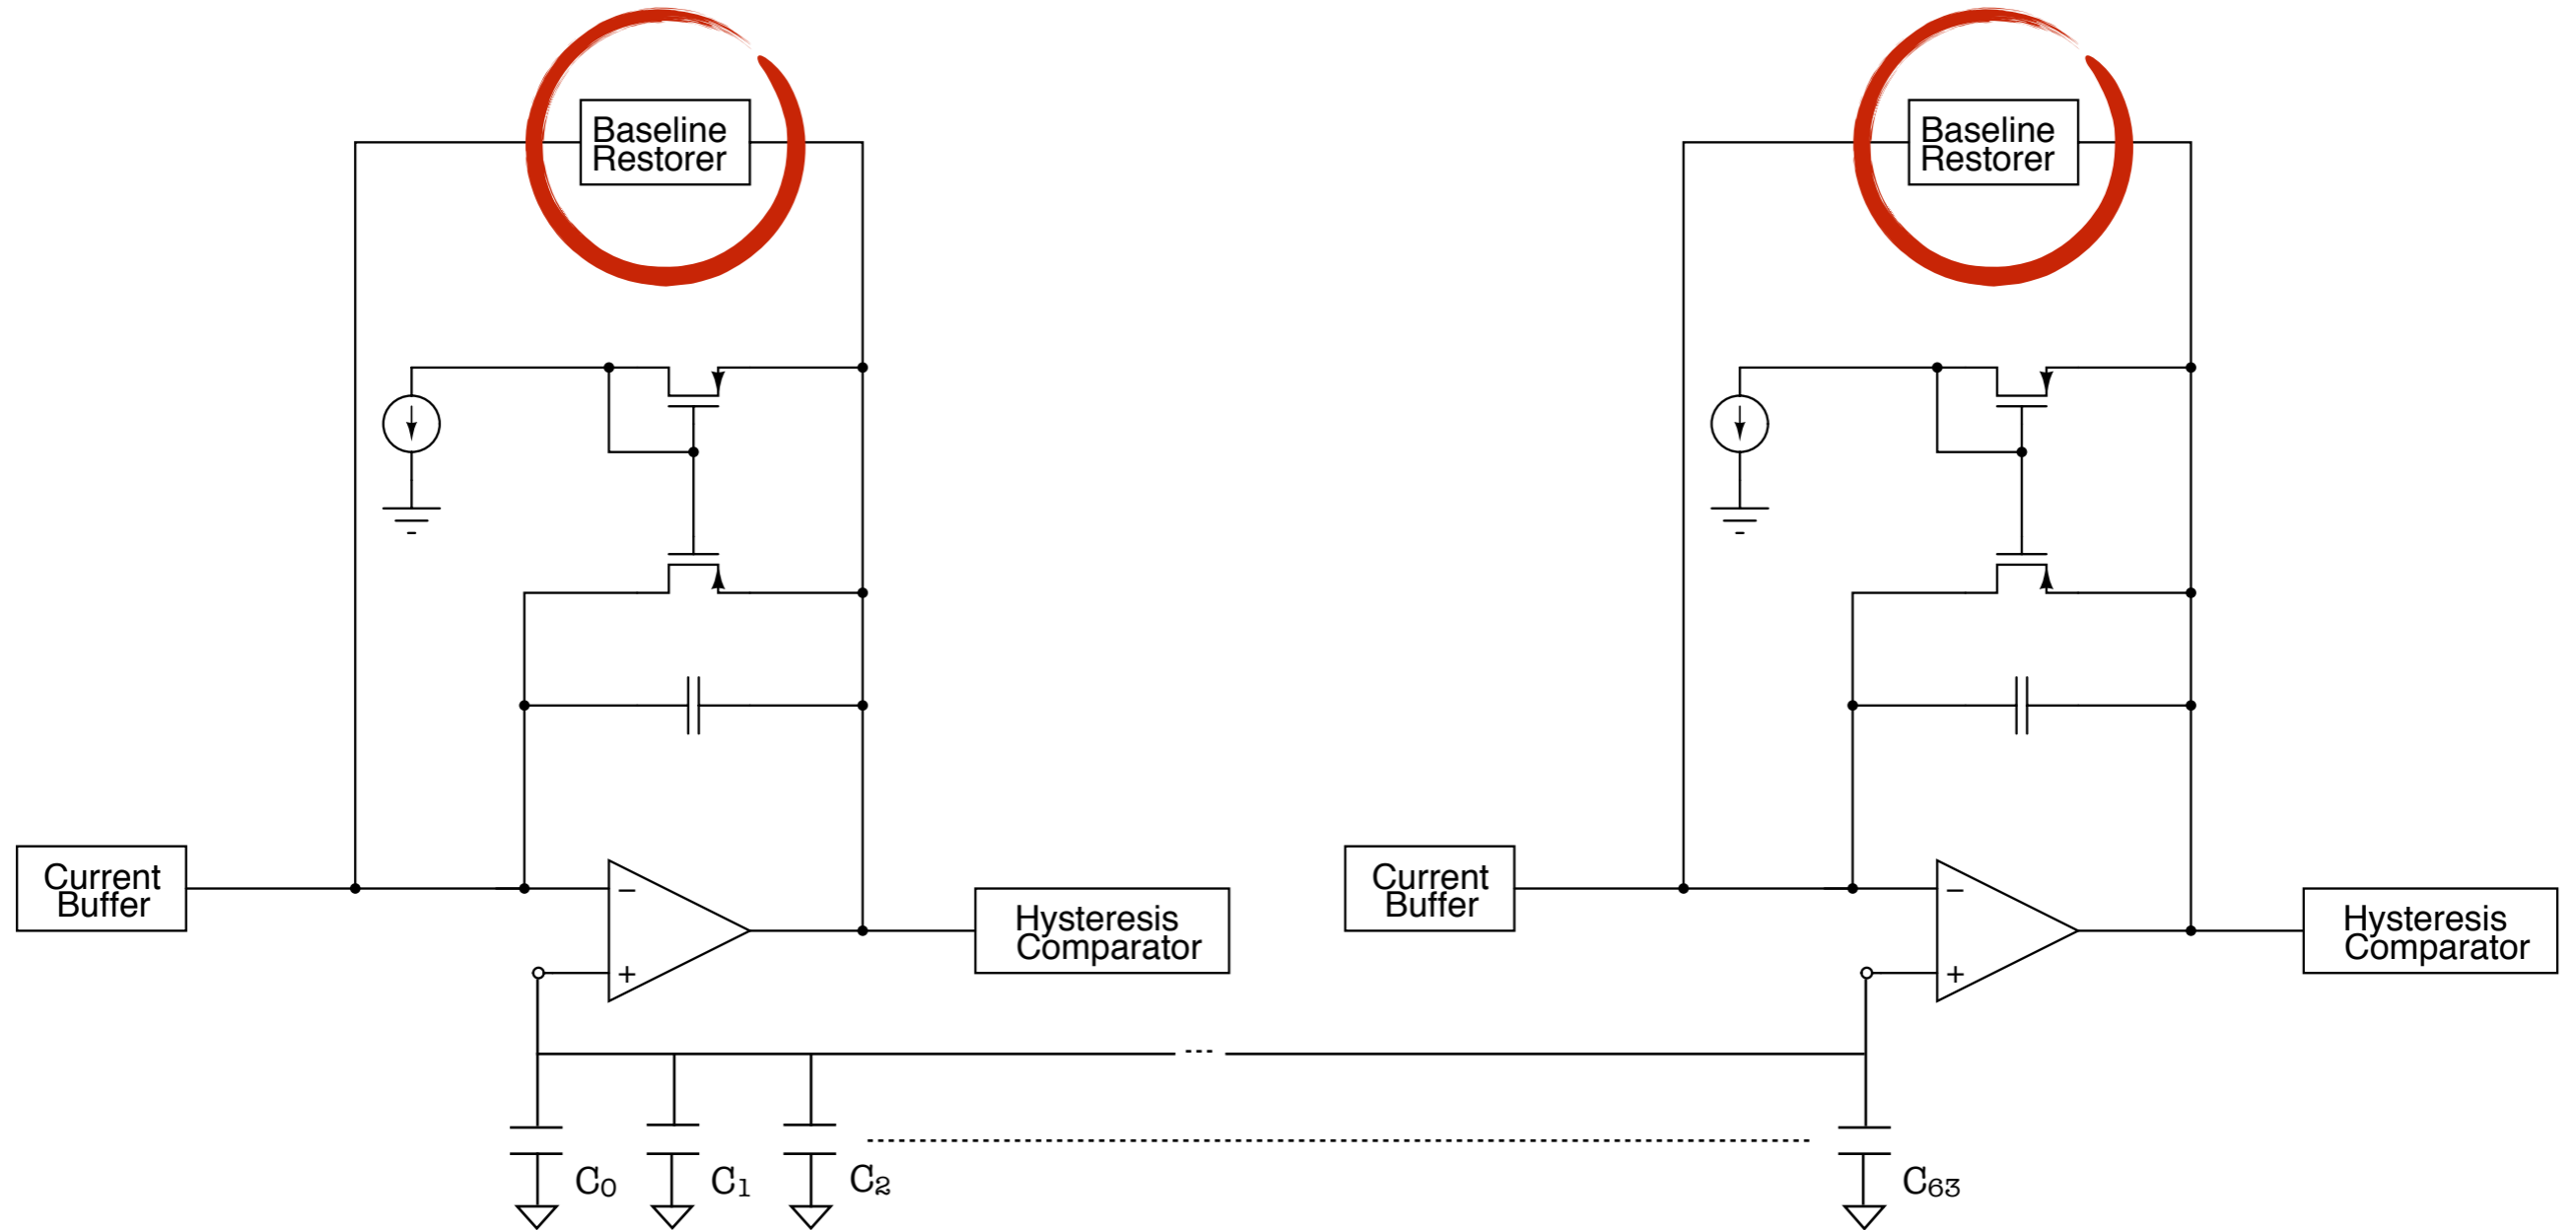 Baseline
Restorer
Baseline
Restorer
Current
Buffer
−
+
Hysteresis
Comparator
Current
Buffer
−
+
Hysteresis
Comparator
...
C0
C1
C2
C63